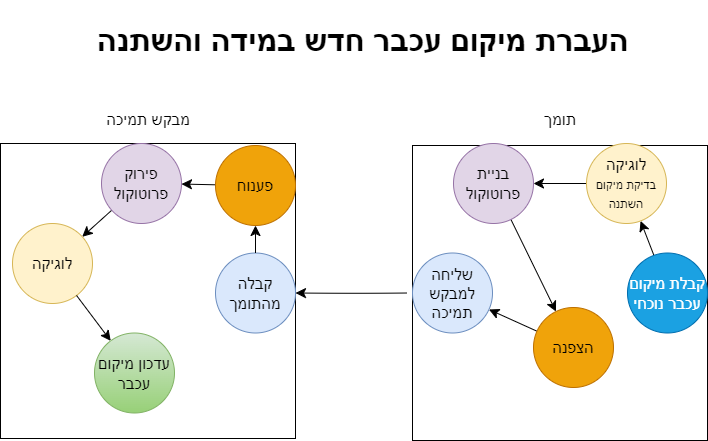 העברת מיקום עכבר חדש במידה והשתנה
תומך
מבקש תמיכה
קבלת מיקום
עכבר נוכחי
לוגיקה
בדיקת מיקום
השתנה
בניית
פרוטוקול
הצפנה
שליחה
למבקש
תמיכה
קבלה
מהתומך
פענוח
פירוק
פרוטוקול
לוגיקה
עדכון מיקום
עכבר